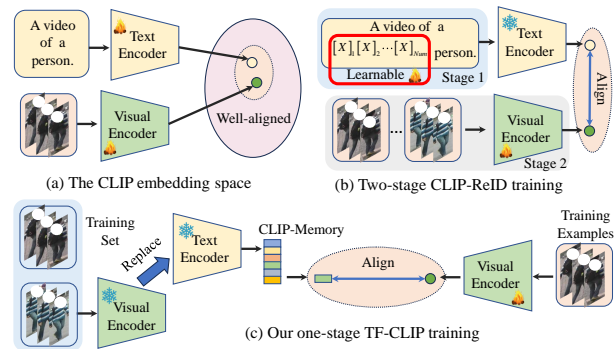 A video
of a
person.
Text
Encoder
Visual
Encoder
Well-aligned
(a) The CLIP embedding space
A video of a
[X]₁[X]₂⋯[X]Num
person.
Learnable
Stage 1
Text
Encoder
...
Visual
Encoder
Stage 2
Align
(b) Two-stage CLIP-ReID training
Training
Set
Visual
Encoder
Replace
Text
Encoder
CLIP-Memory
Align
Visual
Encoder
Training
Examples
(c) Our one-stage TF-CLIP training